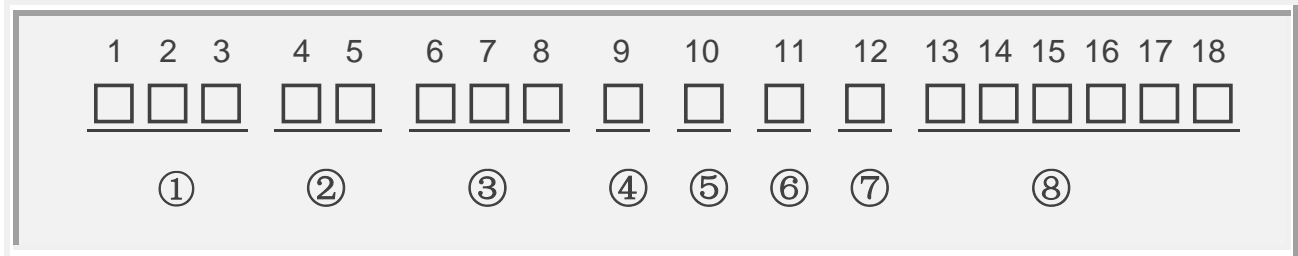 1 2 3 4 5 6 7 8 9 10 11 12 13 14 15 16 17 18
□□□ □□ □□□ □ □ □ □ □□□□□□
① ② ③ ④ ⑤ ⑥ ⑦ ⑧